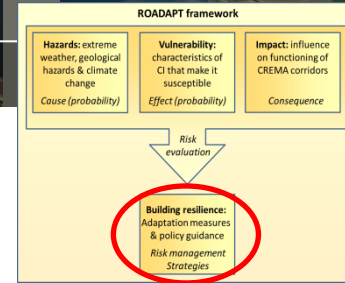 ROADAPT framework
Hazards: extreme
weather, geological
hazards & climate
change
Cause (probability)
Vulnerability:
characteristics of
CI that make it
susceptible
Effect (probability)
Impact: influence
on functioning of
CREMA corridors
Consequence
Risk
evaluation
Building resilience:
Adaptation measures
& policy guidance
Risk management
Strategies